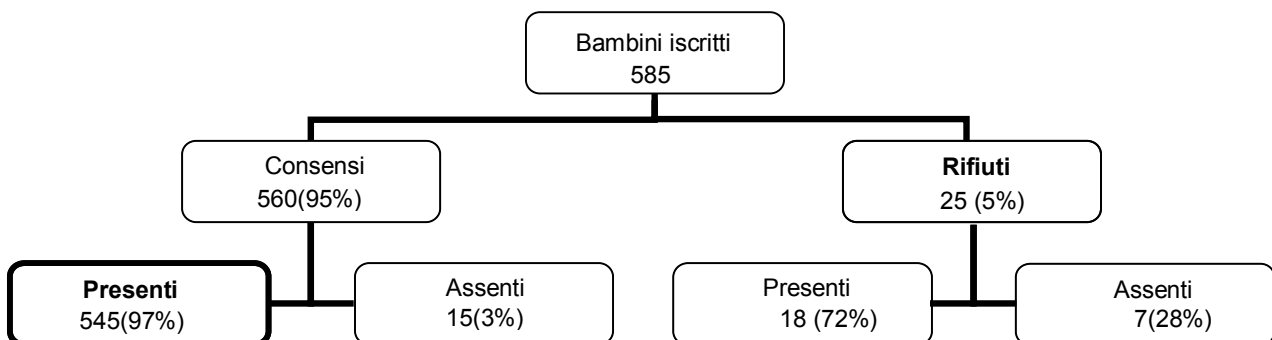 Bambini iscritti
585
Consensi
560(95%)
Rifiuti
25 (5%)
Presenti
545(97%)
Assenti
15(3%)
Presenti
18 (72%)
Assenti
7(28%)